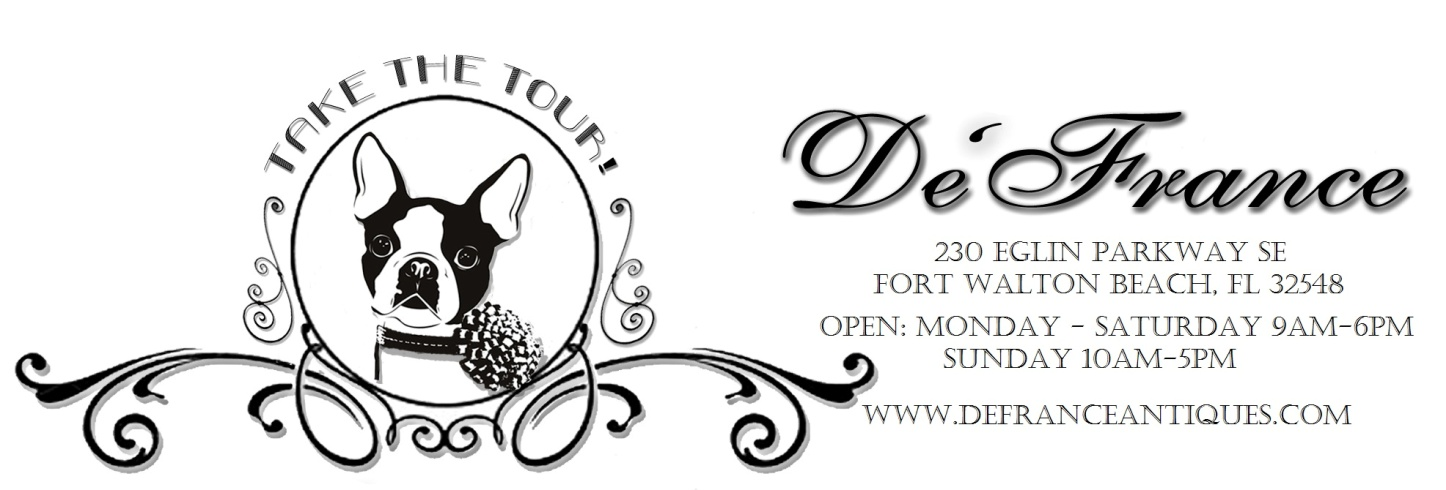 TAKE THE TOUR!
De'France
230 EGLIN PARKWAY SE
FORT WALTON BEACH, FL 32548
OPEN: MONDAY - SATURDAY 9AM-6PM
SUNDAY 10AM-5PM
WWW.DEFRANCEANTIQUES.COM